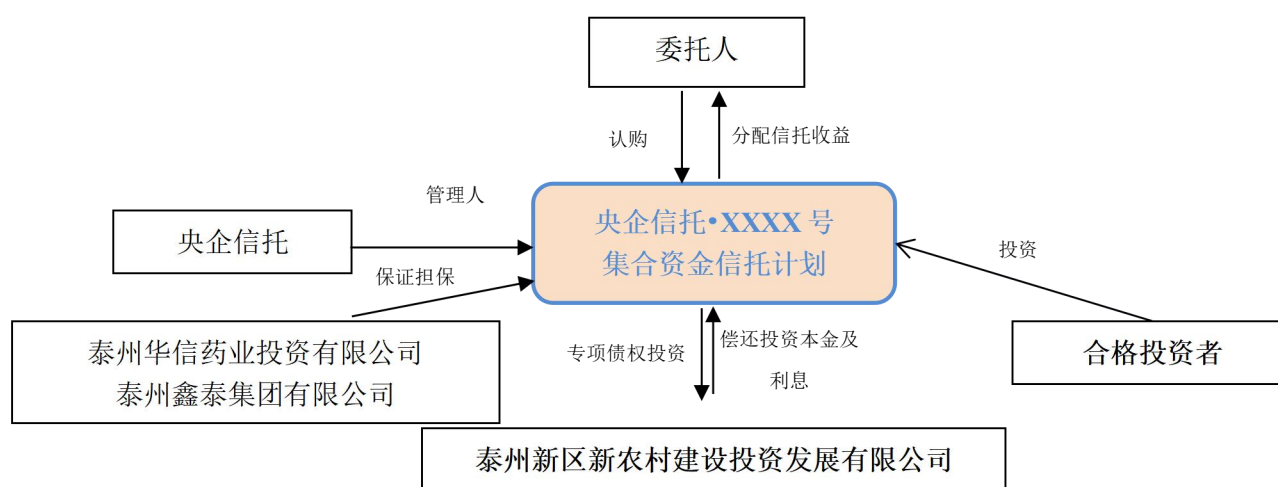 委托人
认购
分配信托收益
管理人
央企信托
央企信托•XXXX 号
集合资金信托计划
投资
保证担保
泰州华信药业投资有限公司
泰州鑫泰集团有限公司
专项债权投资
偿还投资本金及
利息
合格投资者
泰州新区新农村建设投资发展有限公司